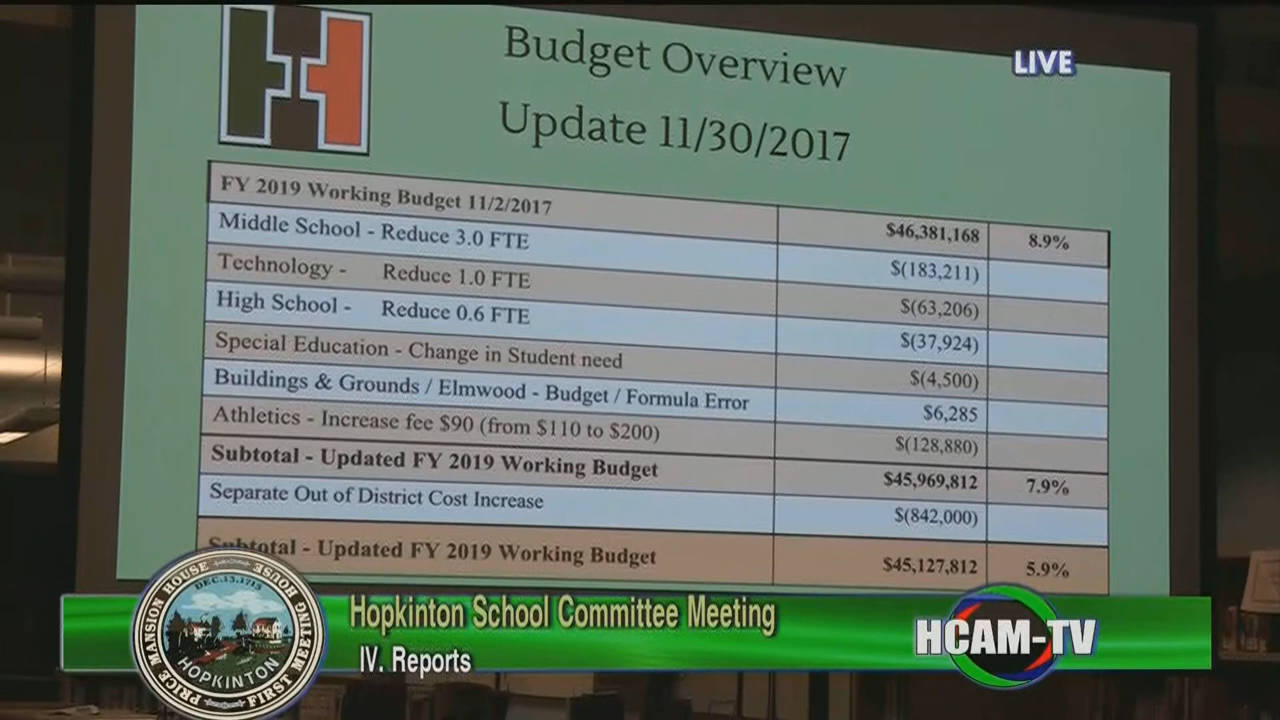 Budget Overview
LIVE
Update 11/30/2017
FY 2019 Working Budget 11/2/2017 $46,381,168 8.9%
Middle School - Reduce 3.0 FTE $(183,211)
Technology - Reduce 1.0 FTE $(63,206)
High School - Reduce 0.6 FTE $(37,924)
Special Education - Change in Student need $(4,500)
Buildings & Grounds / Elmwood - Budget / Formula Error $6,285
Athletics - Increase fee $90 (from $110 to $200) $(128,880)
Subtotal - Updated FY 2019 Working Budget $45,969,812 7.9%
Separate Out of District Cost Increase $(842,000)
Subtotal - Updated FY 2019 Working Budget $45,127,812 5.9%
Hopkinton School Committee Meeting
IV. Reports
HCAM-TV
PRICE MANSION HOUSE
DEC.13.1715
FIRST MEETING HOUSE
HOPKINTON